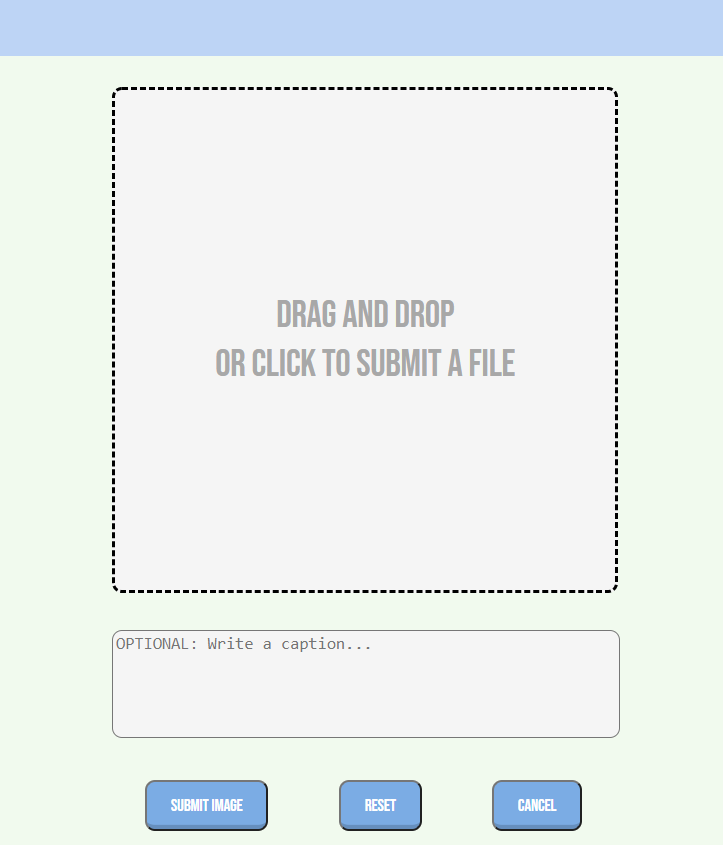 DRAG AND DROP
OR CLICK TO SUBMIT A FILE
OPTIONAL: Write a caption...
SUBMIT IMAGE
RESET
CANCEL